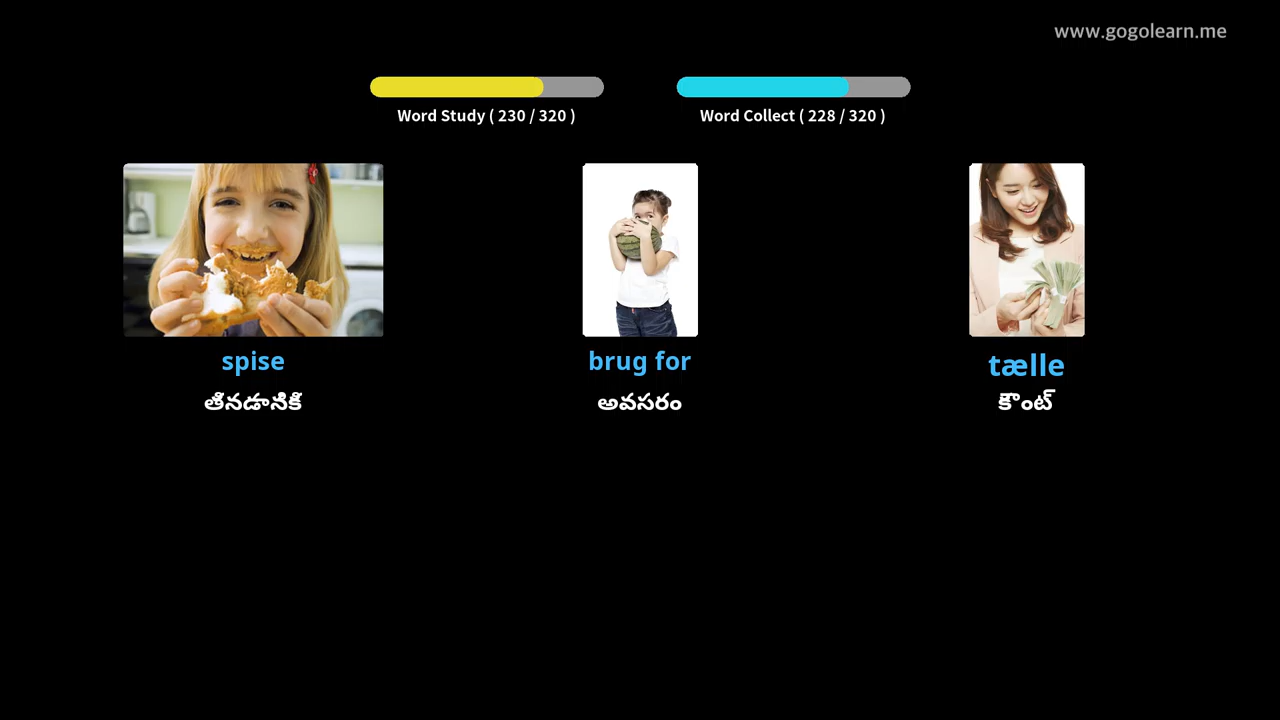 www.gogolearn.me
Word Study ( 230 / 320 )
Word Collect ( 228 / 320 )
spise
brug for
tælle
తినడానికి
అవసరం
కౌంట్